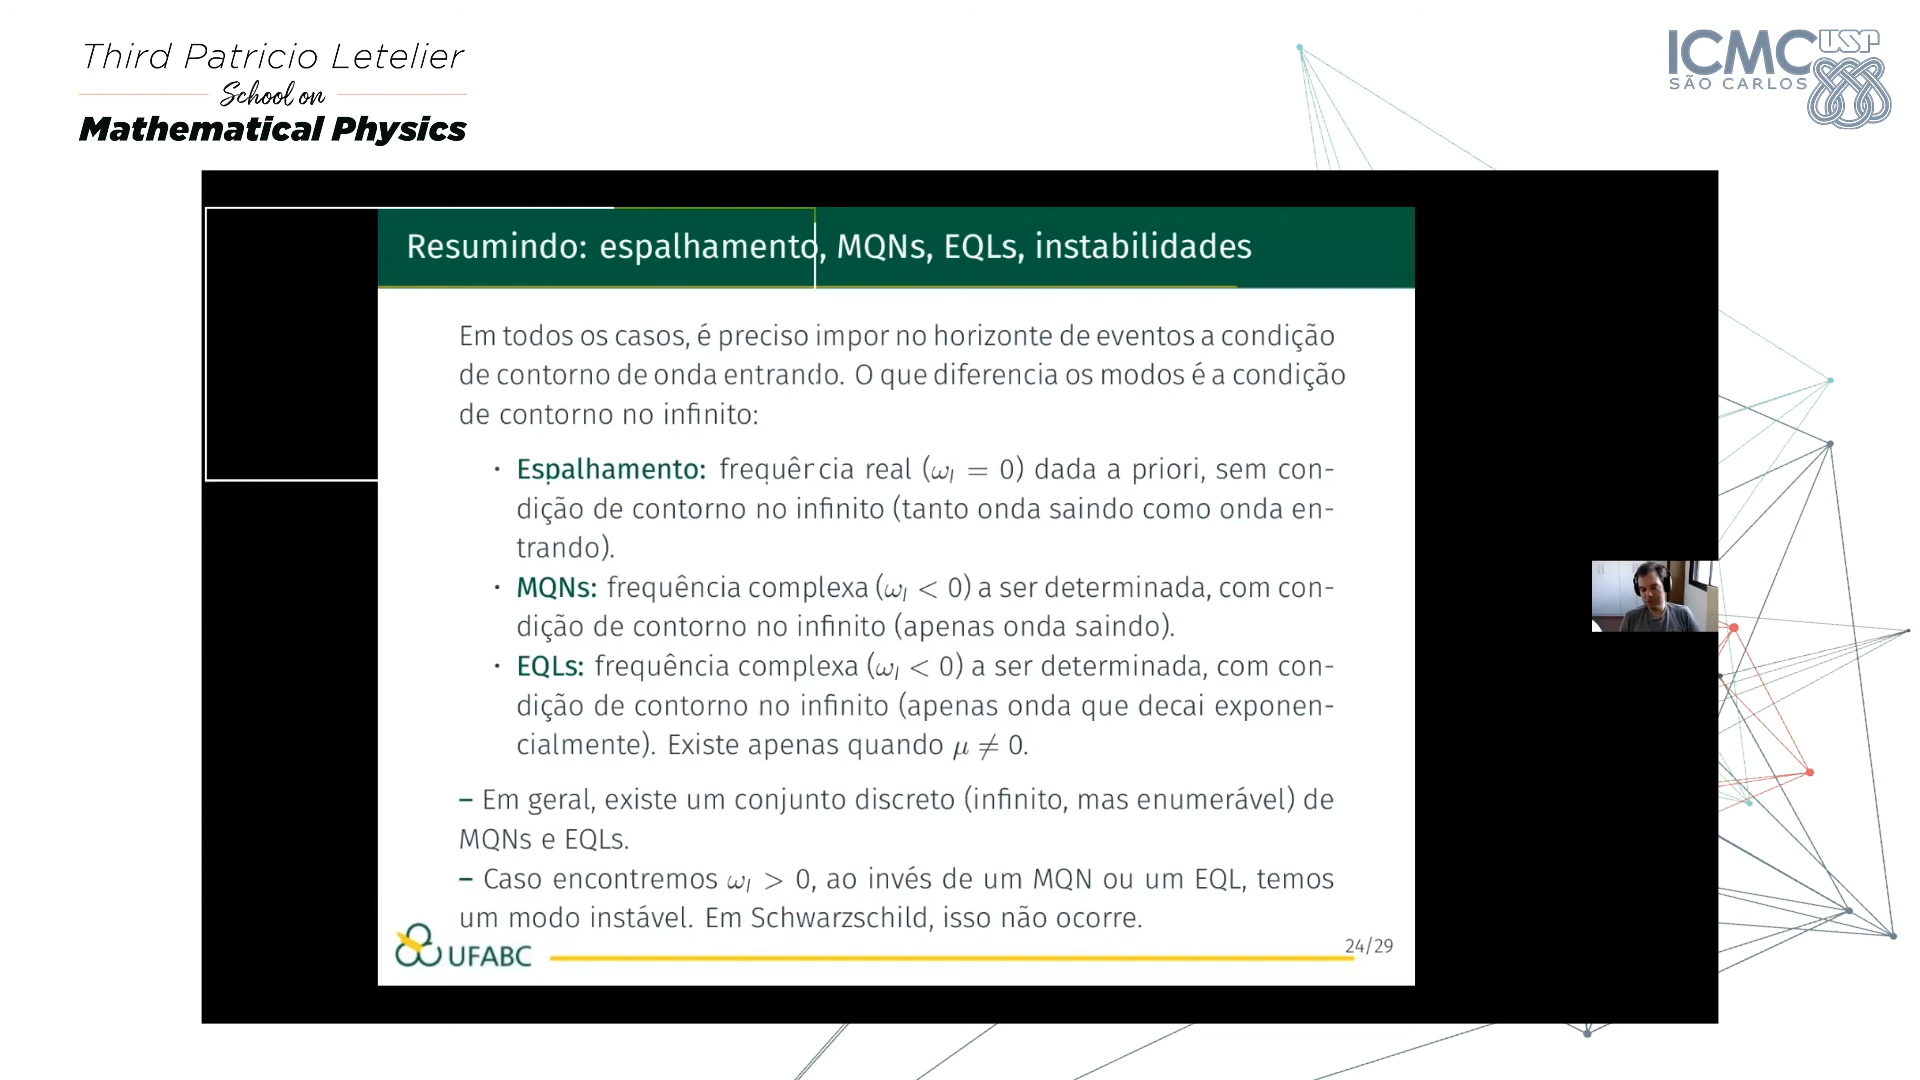 Third Patricio Letelier
School on
Mathematical Physics
ICMC USP
SÃO CARLOS
Resumindo: espalhamento, MQNs, EQLs, instabilidades
Em todos os casos, é preciso impor no horizonte de eventos a condição
de contorno de onda entrando. O que diferencia os modos é a condição
de contorno no infinito:
· Espalhamento: frequência real (ω_I = 0) dada a priori, sem con-
dição de contorno no infinito (tanto onda saindo como onda en-
trando).
· MQNs: frequência complexa (ω_I < 0) a ser determinada, com con-
dição de contorno no infinito (apenas onda saindo).
· EQLs: frequência complexa (ω_I < 0) a ser determinada, com con-
dição de contorno no infinito (apenas onda que decai exponen-
cialmente). Existe apenas quando μ ≠ 0.
– Em geral, existe um conjunto discreto (infinito, mas enumerável) de
MQNs e EQLs.
– Caso encontremos ω_I > 0, ao invés de um MQN ou um EQL, temos
um modo instável. Em Schwarzschild, isso não ocorre.
UFABC
24/29